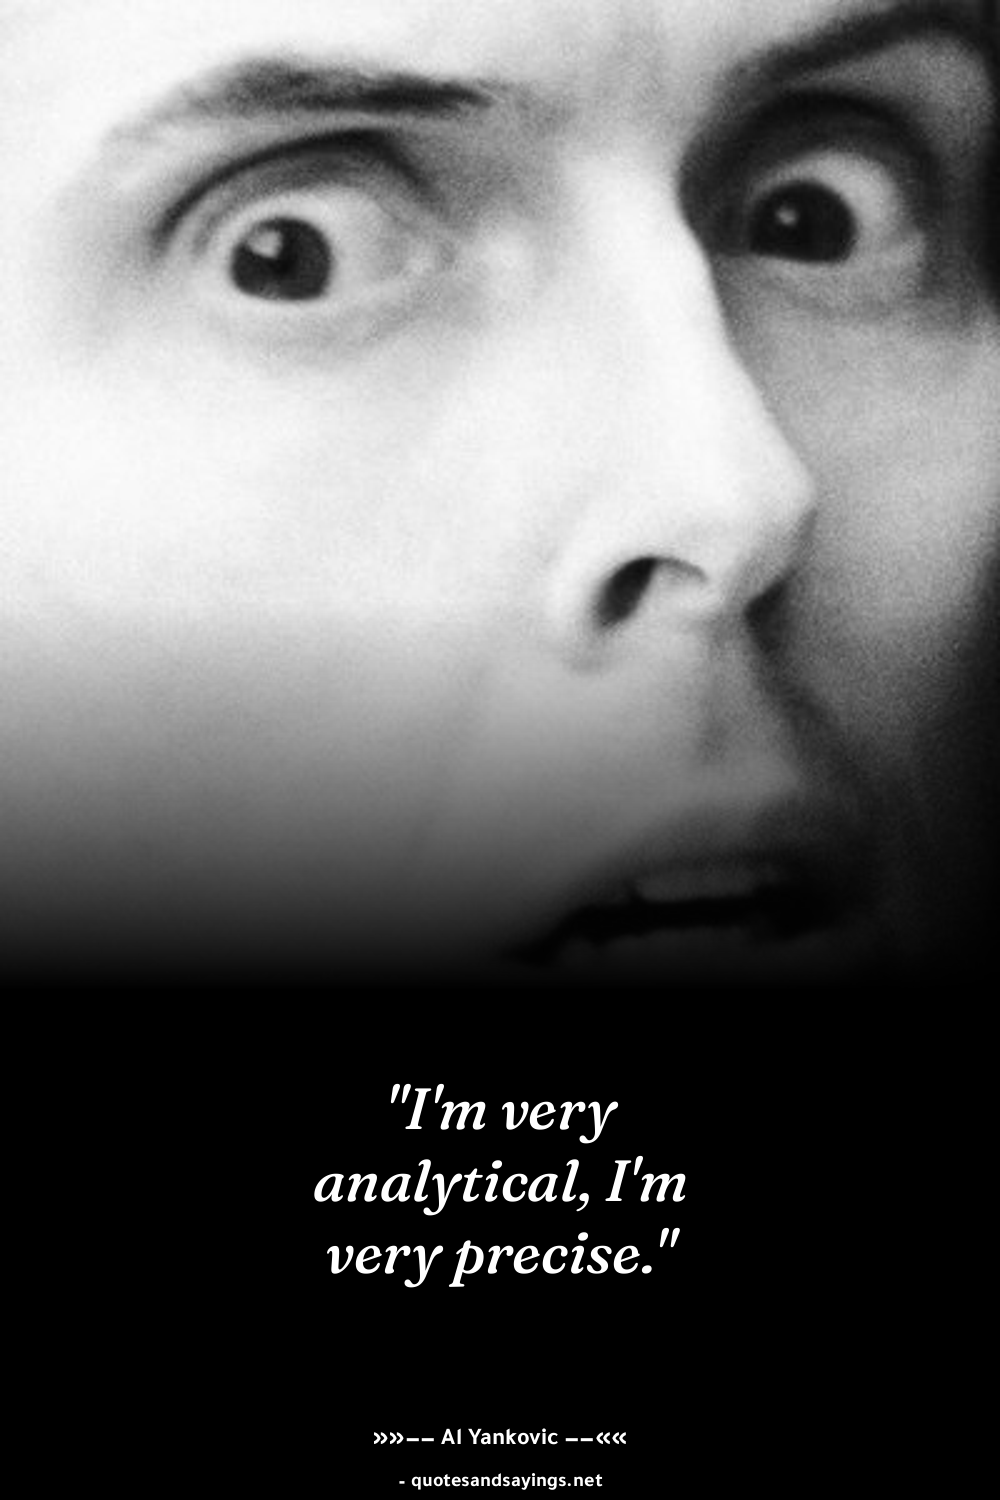 "I'm very
analytical, I'm
very precise."
»»−− Al Yankovic −−««
- quotesandsayings.net